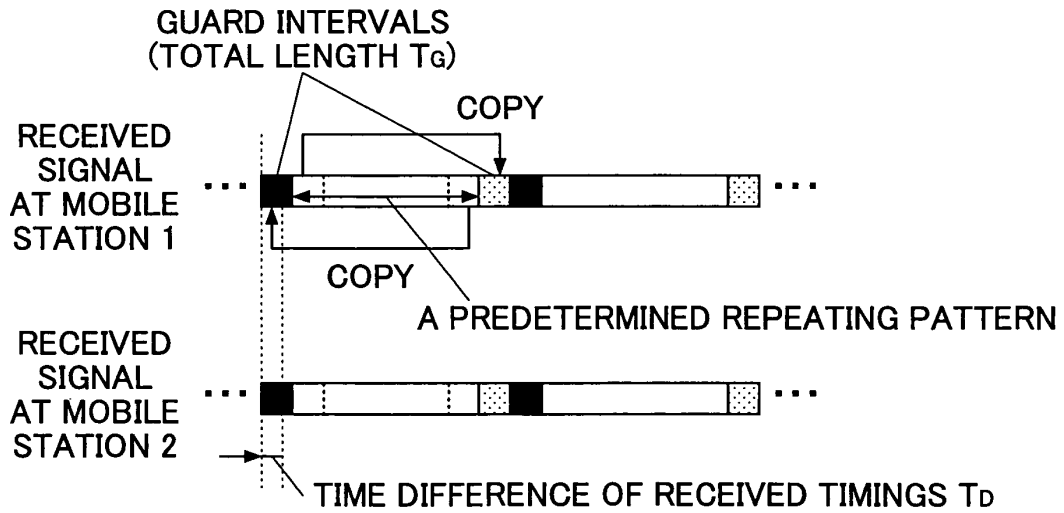 GUARD INTERVALS
(TOTAL LENGTH TG)
COPY
RECEIVED
SIGNAL
AT MOBILE
STATION 1
...
...
COPY
A PREDETERMINED REPEATING PATTERN
RECEIVED
SIGNAL
AT MOBILE
STATION 2
...
...
TIME DIFFERENCE OF RECEIVED TIMINGS TD